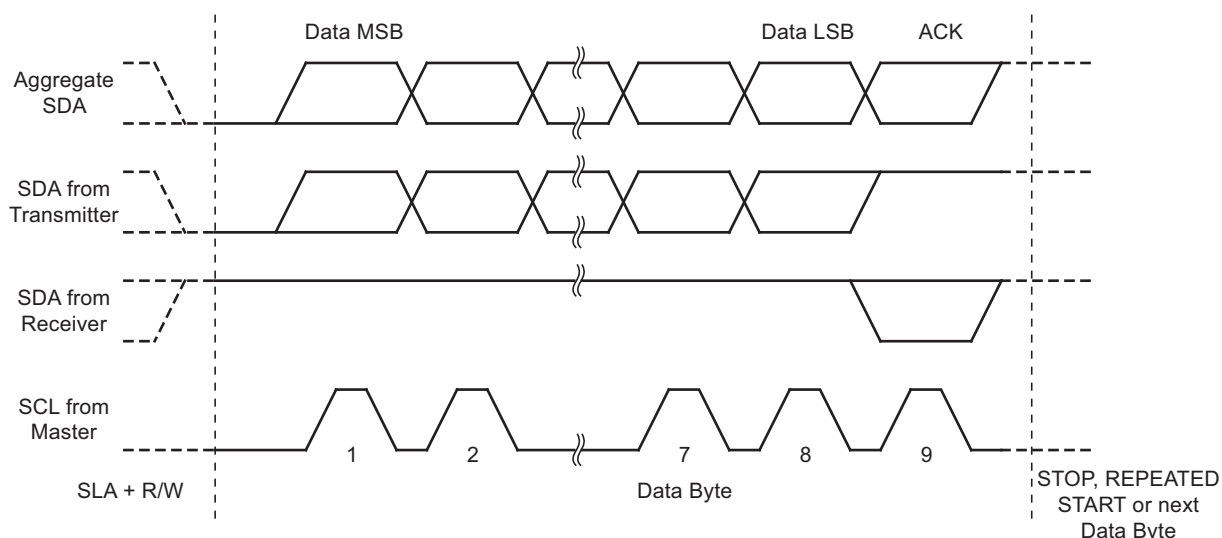 Data MSB
Data LSB
ACK
Aggregate
SDA
SDA from
Transmitter
SDA from
Receiver
SCL from
Master
1
2
7
8
9
SLA + R/W
Data Byte
STOP, REPEATED
START or next
Data Byte